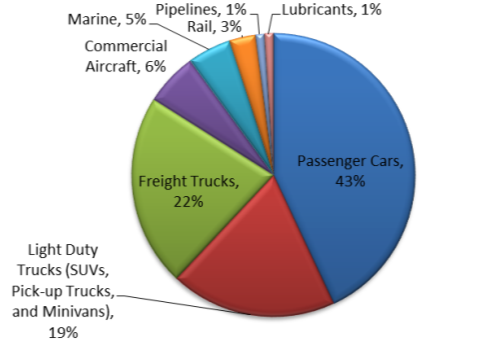 Pipelines, 1%
Lubricants, 1%
Marine, 5%
Rail, 3%
Commercial
Aircraft, 6%
Passenger Cars,
43%
Freight Trucks,
22%
Light Duty
Trucks (SUVs,
Pick-up Trucks,
and Minivans),
19%